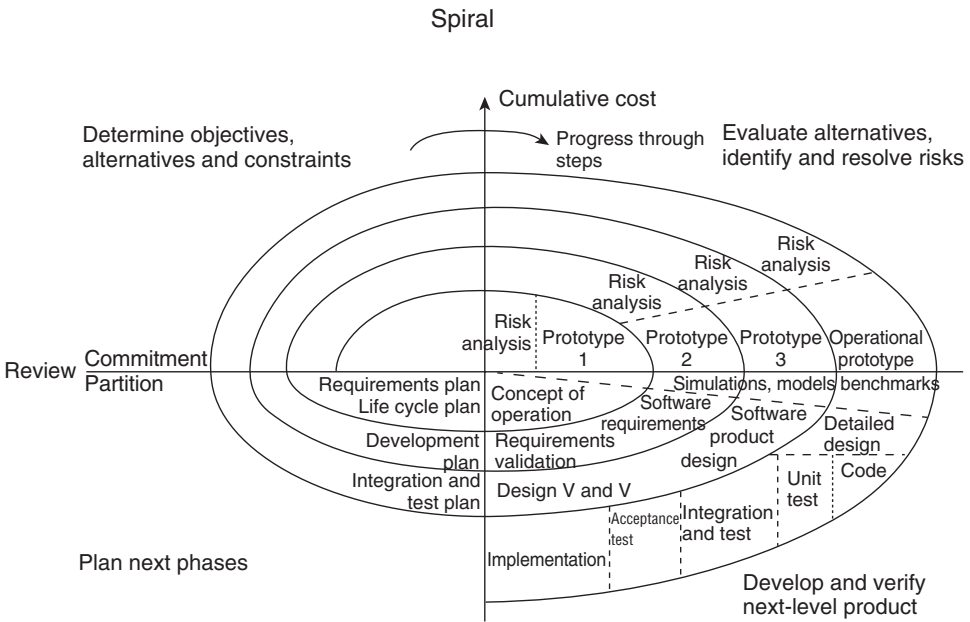 Spiral
Cumulative cost
Determine objectives,
alternatives and constraints
Progress through
steps
Evaluate alternatives,
identify and resolve risks
Risk
analysis
Risk
analysis
Risk
analysis
Risk
analysis
Prototype
1
Prototype
2
Prototype
3
Operational
prototype
Review
Commitment
Partition
Requirements plan
Life cycle plan
Concept of
operation
Simulations, models benchmarks
Software
requirements
Software
product
design
Detailed
design
Development
plan
Requirements
validation
Integration and
test plan
Design V and V
Unit
test
Code
Implementation
Acceptance
test
Integration
and test
Plan next phases
Develop and verify
next-level product